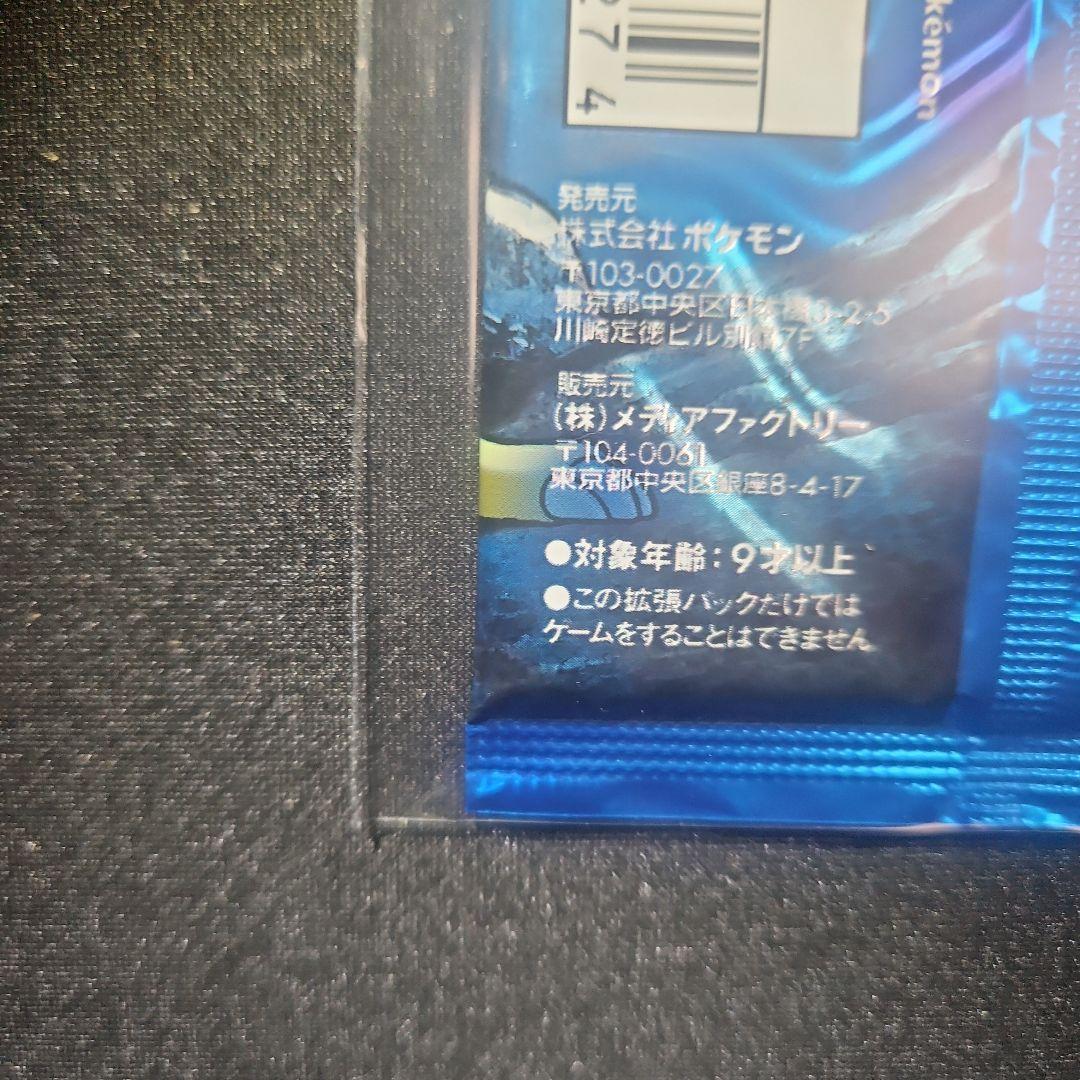 274
kémon
発売元
株式会社 ポケモン
〒103-0027
東京都中央区日本橋3-2-5
川崎定徳ビル別館7F
販売元
(株)メディアファクトリー
〒104-0061
東京都中央区銀座8-4-17
●対象年齢:9才以上
●この拡張パックだけでは
ゲームをすることはできません